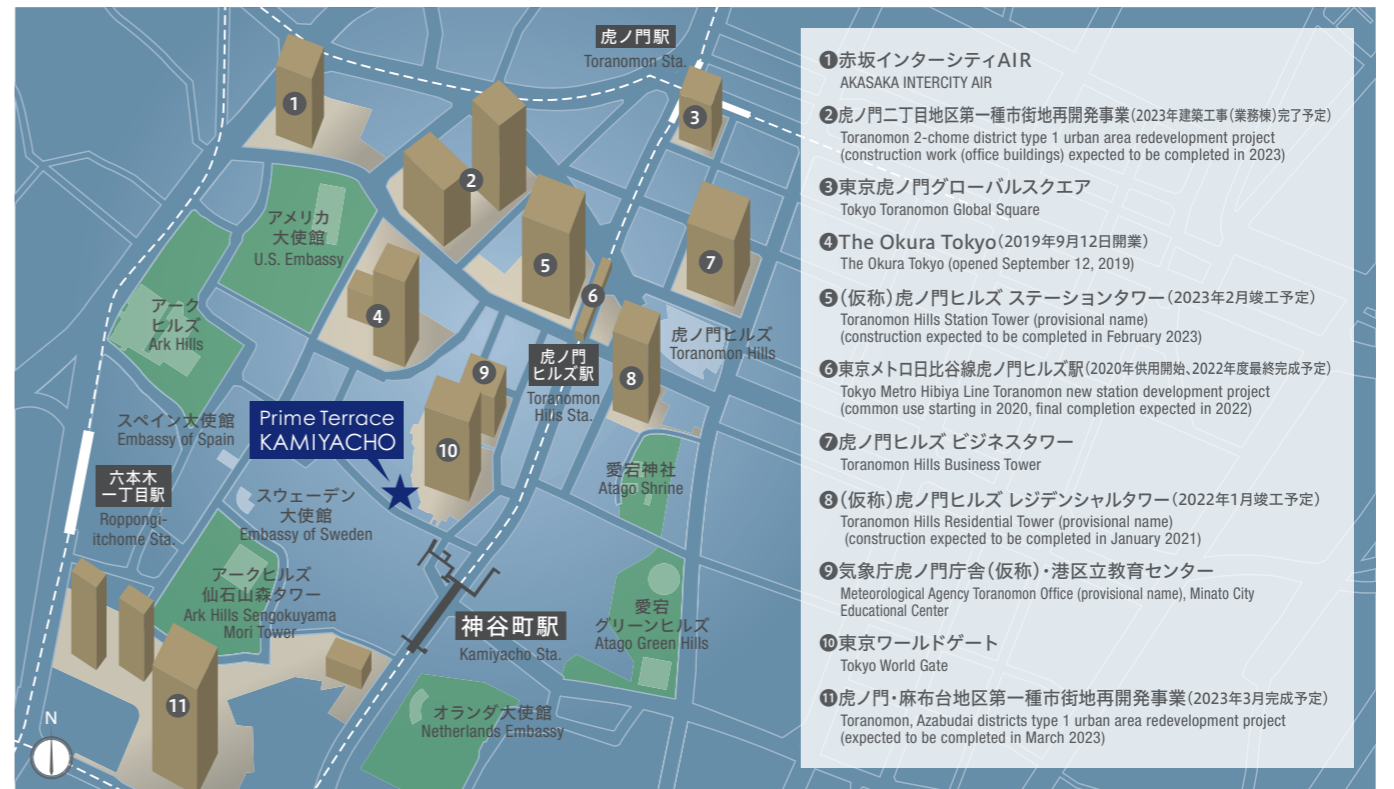 虎ノ門駅
Toranomon Sta.
1
2
3
アメリカ
大使館
U.S. Embassy
5
7
6
4
アーク
ヒルズ
Ark Hills
虎ノ門ヒルズ
Toranomon Hills
虎ノ門
ヒルズ駅
Toranomon
Hills Sta.
8
9
スペイン大使館
Embassy of Spain
Prime Terrace
KAMIYACHO
10
六本木
一丁目駅
Roppongi-
itchome Sta.
愛宕神社
Atago Shrine
スウェーデン
大使館
Embassy of Sweden
アークヒルズ
仙石山森タワー
Ark Hills Sengokuyama
Mori Tower
神谷町駅
Kamiyacho Sta.
愛宕
グリーンヒルズ
Atago Green Hills
11
オランダ大使館
Netherlands Embassy
N
❶赤坂インターシティAIR
AKASAKA INTERCITY AIR
❷虎ノ門二丁目地区第一種市街地再開発事業(2023年建築工事(業務棟)完了予定)
Toranomon 2-chome district type 1 urban area redevelopment project
(construction work (office buildings) expected to be completed in 2023)
❸東京虎ノ門グローバルスクエア
Tokyo Toranomon Global Square
❹The Okura Tokyo(2019年9月12日開業)
The Okura Tokyo (opened September 12, 2019)
❺(仮称)虎ノ門ヒルズ ステーションタワー(2023年2月竣工予定)
Toranomon Hills Station Tower (provisional name)
(construction expected to be completed in February 2023)
❻東京メトロ日比谷線虎ノ門ヒルズ駅(2020年供用開始、2022年度最終完成予定)
Tokyo Metro Hibiya Line Toranomon new station development project
(common use starting in 2020, final completion expected in 2022)
❼虎ノ門ヒルズ ビジネスタワー
Toranomon Hills Business Tower
❽(仮称)虎ノ門ヒルズ レジデンシャルタワー(2022年1月竣工予定)
Toranomon Hills Residential Tower (provisional name)
(construction expected to be completed in January 2021)
❾気象庁虎ノ門庁舎(仮称)・港区立教育センター
Meteorological Agency Toranomon Office (provisional name), Minato City
Educational Center
❿東京ワールドゲート
Tokyo World Gate
⓫虎ノ門・麻布台地区第一種市街地再開発事業(2023年3月完成予定)
Toranomon, Azabudai districts type 1 urban area redevelopment project
(expected to be completed in March 2023)